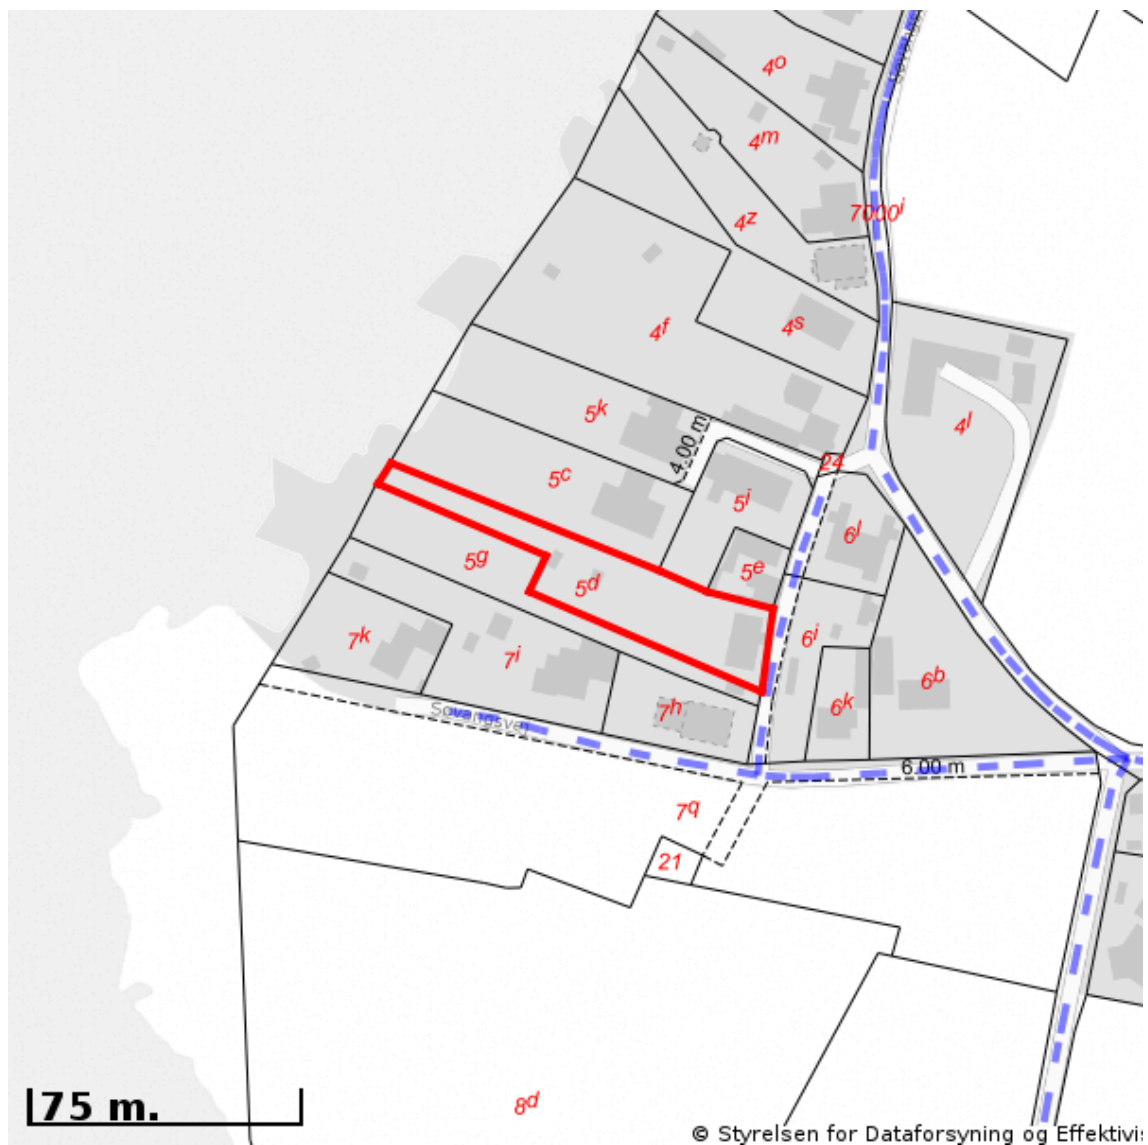 4o
4m
7000i
4z
4s
4f
4l
5k
4.00 m
24
5c
5i
6l
5g
5d
5e
6i
7k
7i
6b
6k
7h
Søvangsvej
6.00 m
7q
21
8d
75 m.
© Styrelsen for Dataforsyning og Effektivis